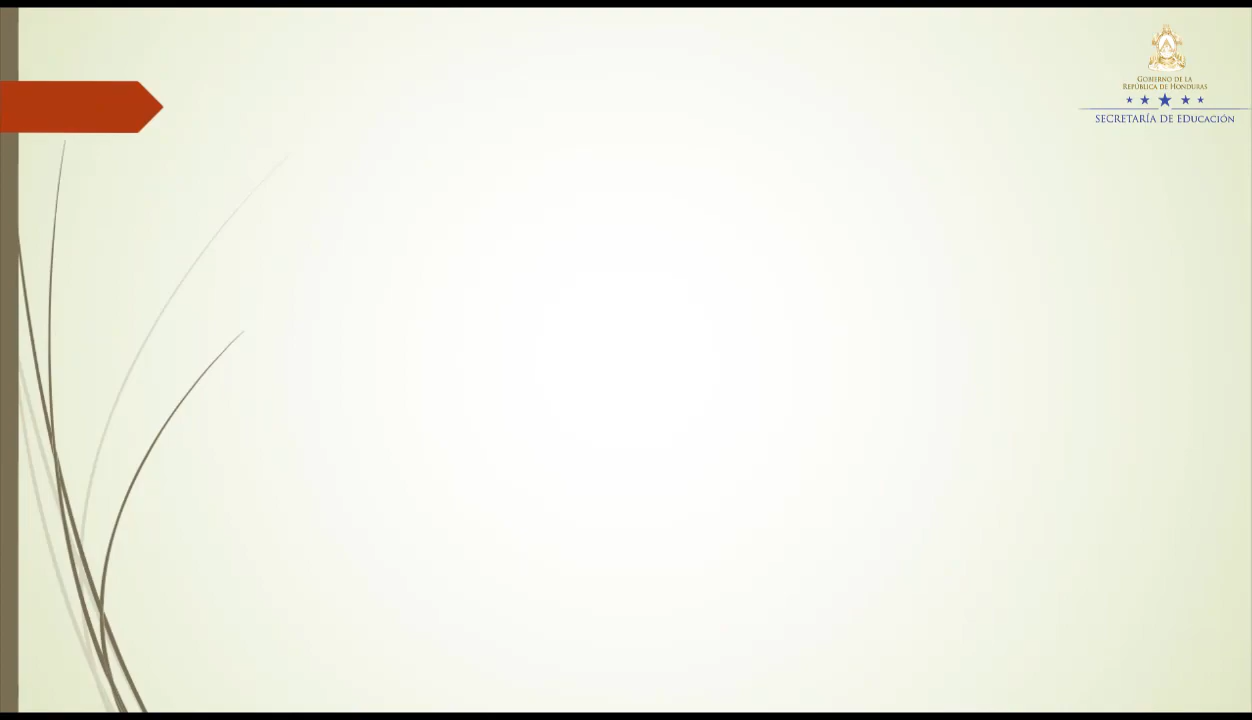 GOBIERNO DE LA
REPÚBLICA DE HONDURAS
SECRETARÍA DE EDUCACIÓN